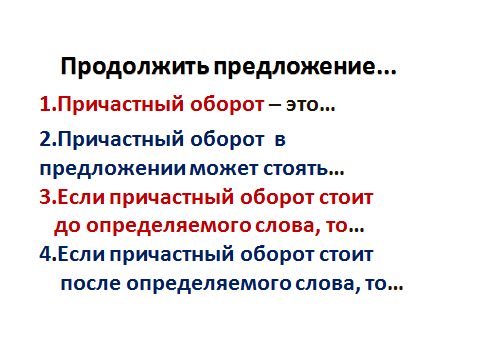 Продолжить предложение...
1.Причастный оборот – это...
2.Причастный оборот в
предложении может стоять...
3.Если причастный оборот стоит
до определяемого слова, то...
4.Если причастный оборот стоит
после определяемого слова, то...